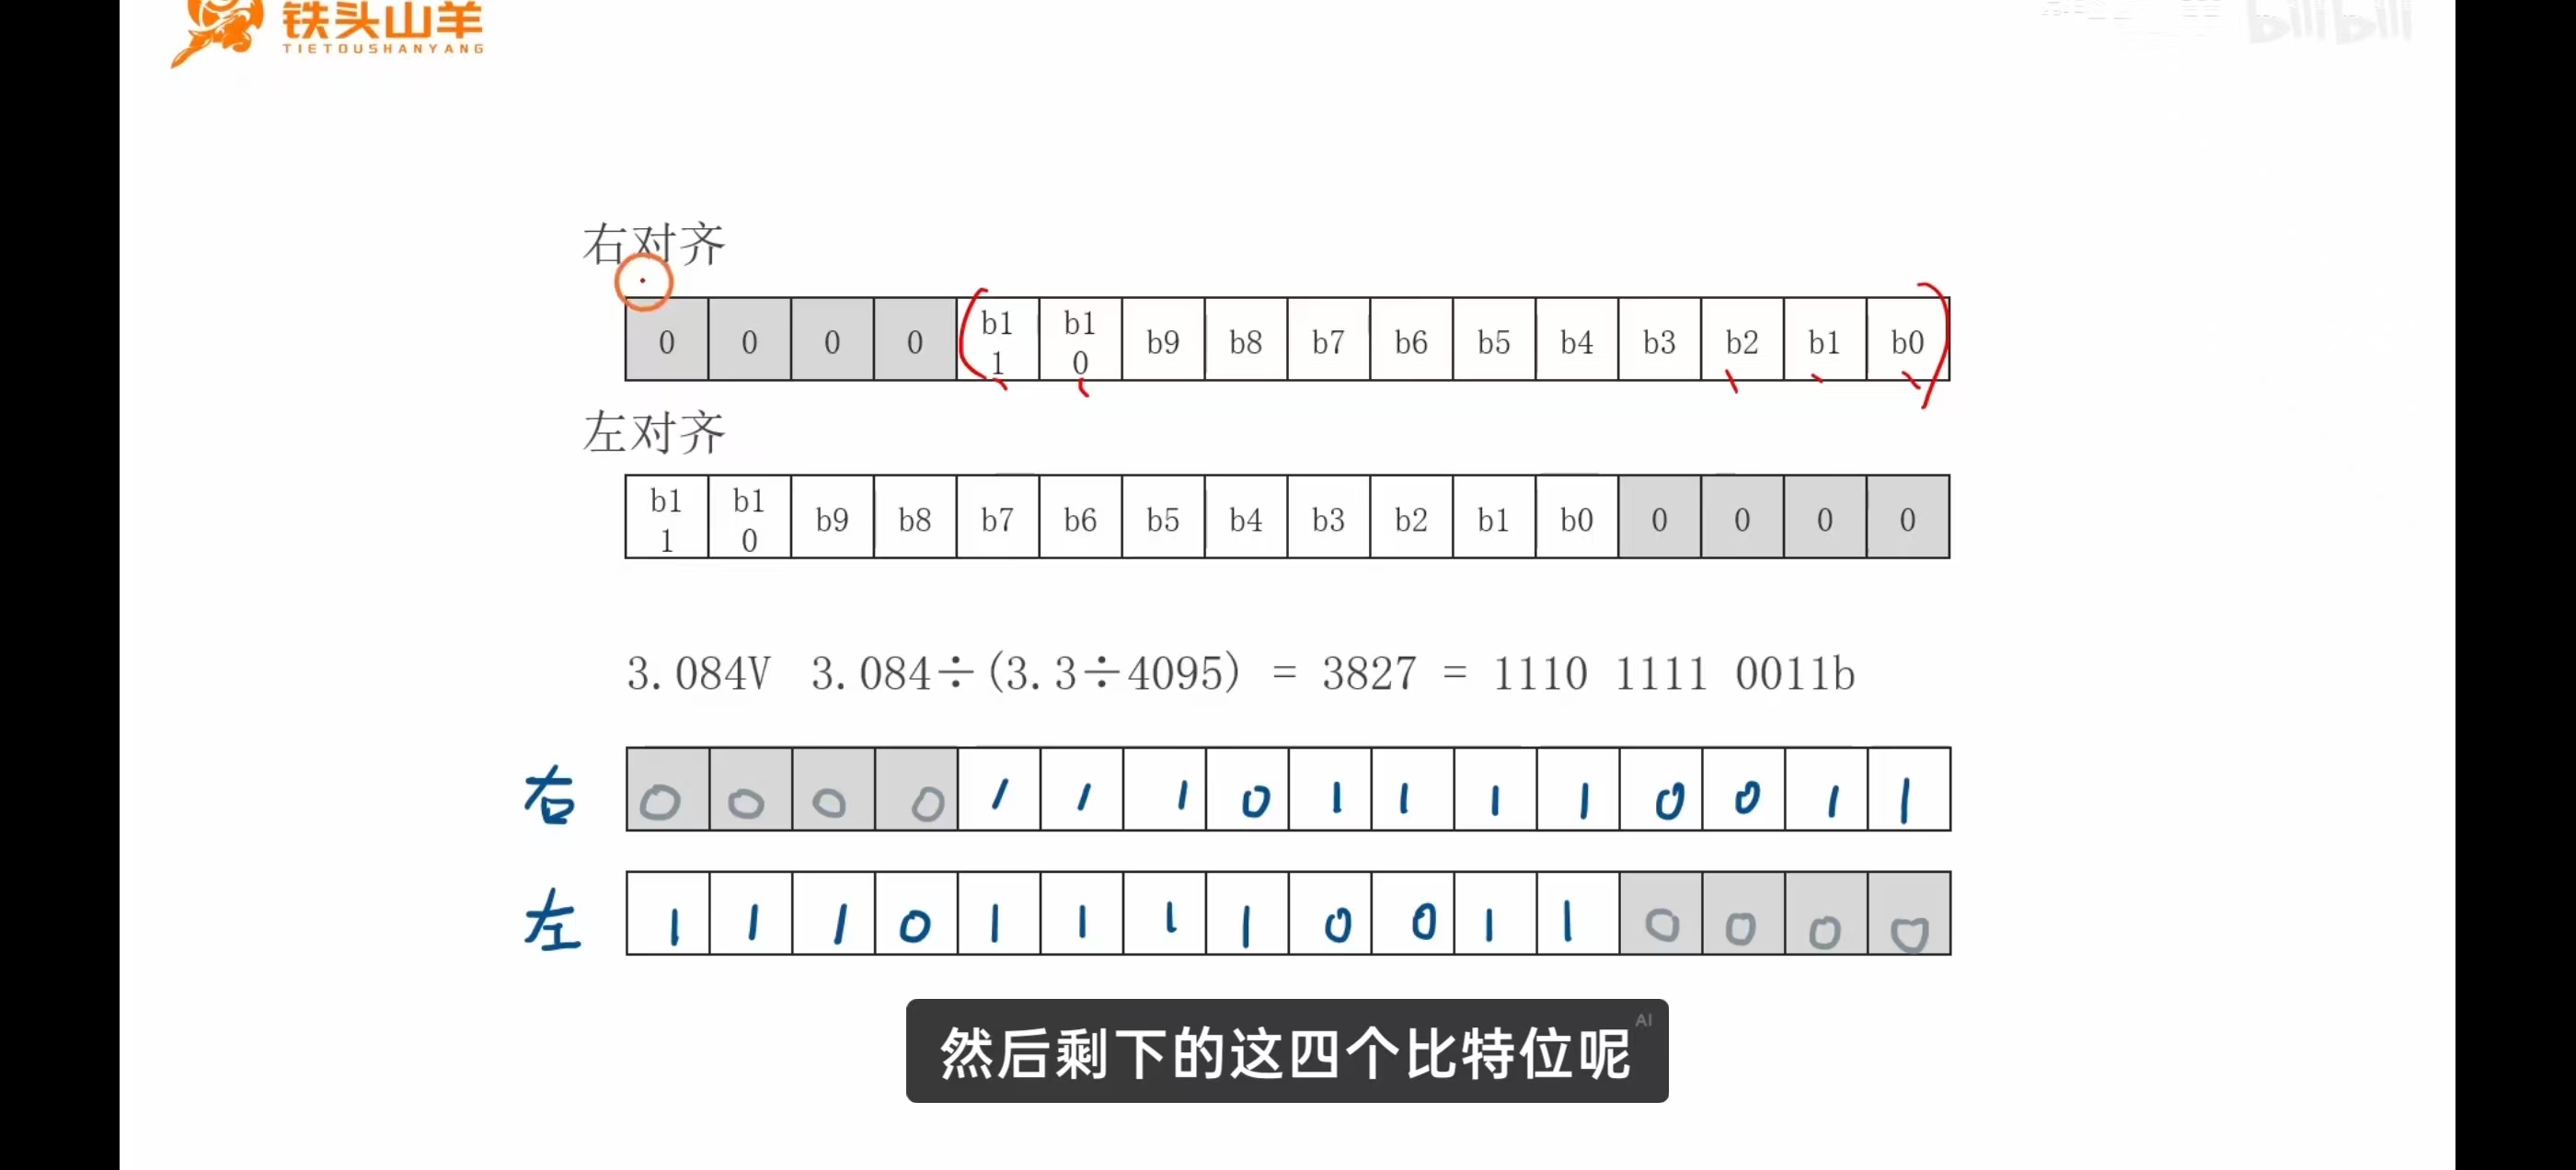 铁头山羊
TIETOUSHANYANG
bilibili
右对齐
0 0 0 0 b11 b10 b9 b8 b7 b6 b5 b4 b3 b2 b1 b0
左对齐
b11 b10 b9 b8 b7 b6 b5 b4 b3 b2 b1 b0 0 0 0 0
3.084V 3.084÷(3.3÷4095) = 3827 = 1110 1111 0011b
右 0 0 0 0 1 1 1 0 1 1 1 1 0 0 1 1
左 1 1 1 0 1 1 1 1 0 0 1 1 0 0 0 0
然后剩下的这四个比特位呢
AI